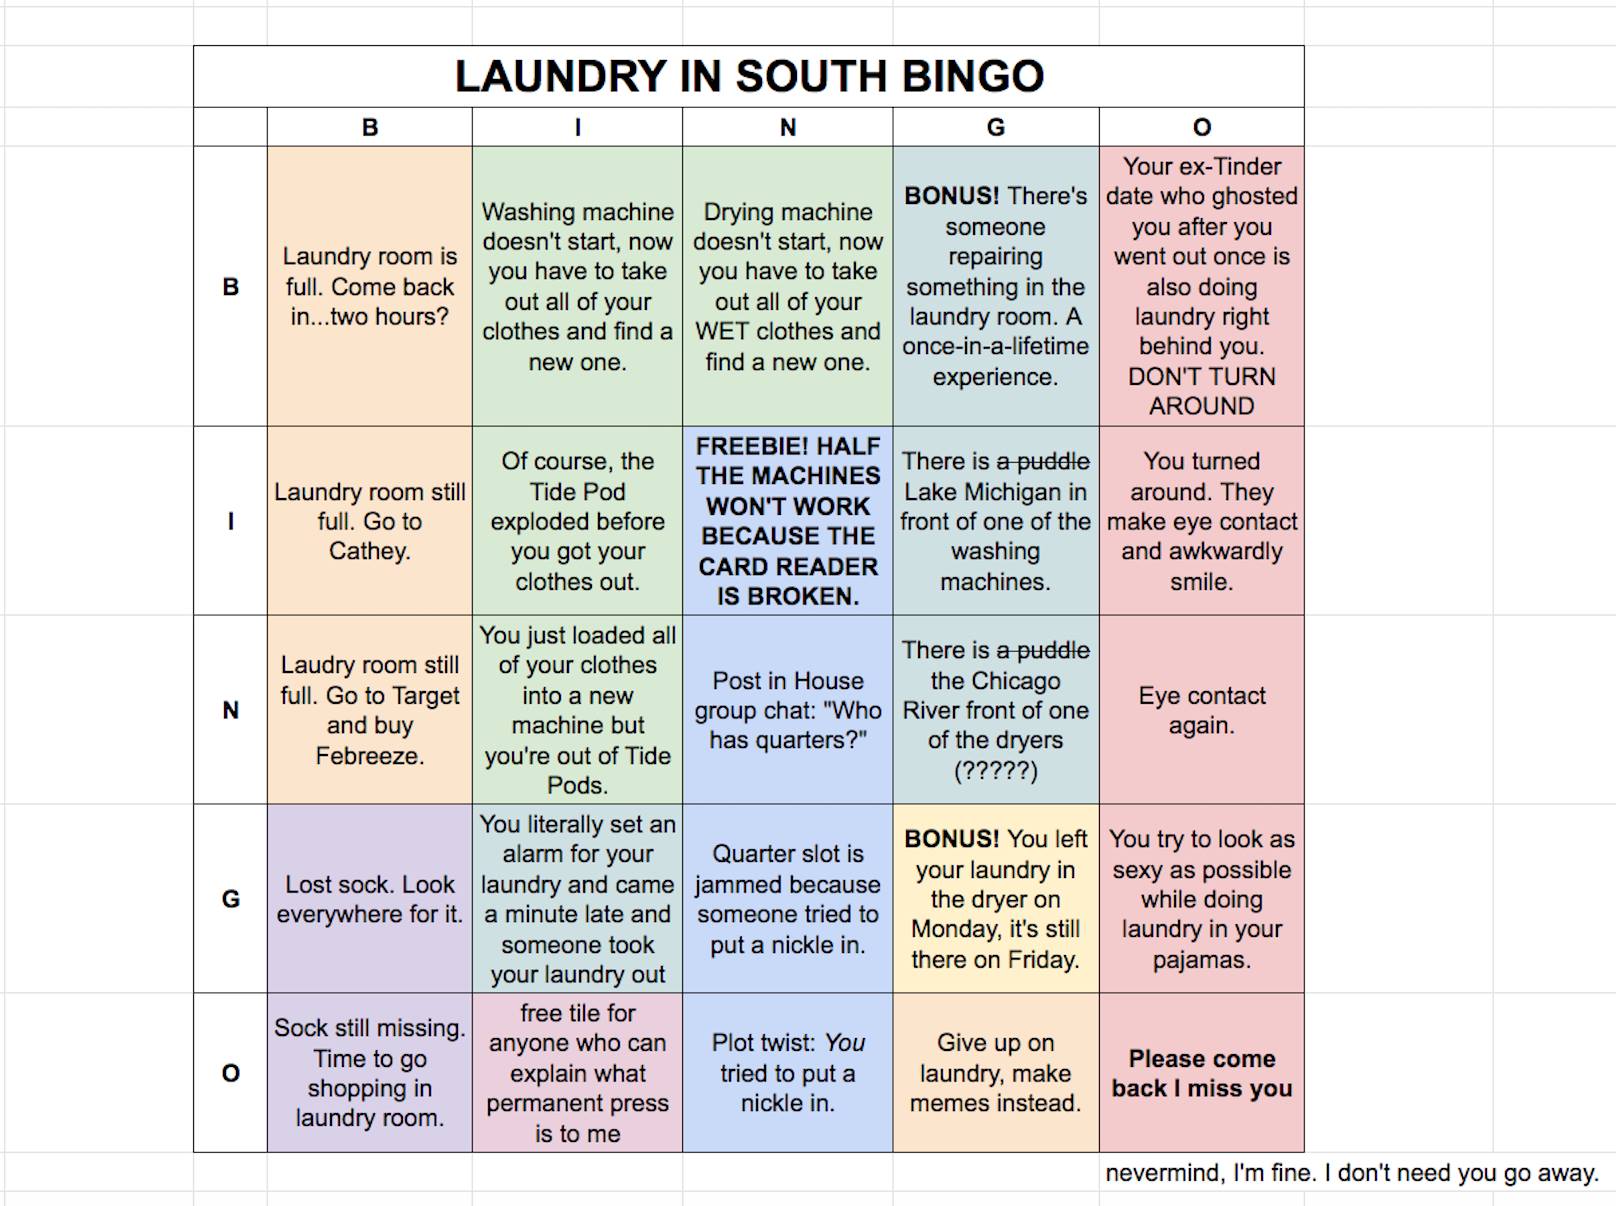 LAUNDRY IN SOUTH BINGO
B
I
N
G
O
B
Laundry room is
full. Come back
in...two hours?
Washing machine
doesn't start, now
you have to take
out all of your
clothes and find a
new one.
Drying machine
doesn't start, now
you have to take
out all of your
WET clothes and
find a new one.
BONUS! There's
someone
repairing
something in the
laundry room. A
once-in-a-lifetime
experience.
Your ex-Tinder
date who ghosted
you after you
went out once is
also doing
laundry right
behind you.
DON'T TURN
AROUND
I
Laundry room still
full. Go to
Cathey.
Of course, the
Tide Pod
exploded before
you got your
clothes out.
FREEBIE! HALF
THE MACHINES
WON'T WORK
BECAUSE THE
CARD READER
IS BROKEN.
There is a puddle
Lake Michigan in
front of one of the
washing
machines.
You turned
around. They
make eye contact
and awkwardly
smile.
N
Laudry room still
full. Go to Target
and buy
Febreeze.
You just loaded all
of your clothes
into a new
machine but
you're out of Tide
Pods.
Post in House
group chat: "Who
has quarters?"
There is a puddle
the Chicago
River front of one
of the dryers
(?????)
Eye contact
again.
G
Lost sock. Look
everywhere for it.
You literally set an
alarm for your
laundry and came
a minute late and
someone took
your laundry out
Quarter slot is
jammed because
someone tried to
put a nickle in.
BONUS! You left
your laundry in
the dryer on
Monday, it's still
there on Friday.
You try to look as
sexy as possible
while doing
laundry in your
pajamas.
O
Sock still missing.
Time to go
shopping in
laundry room.
free tile for
anyone who can
explain what
permanent press
is to me
Plot twist: You
tried to put a
nickle in.
Give up on
laundry, make
memes instead.
Please come
back I miss you
nevermind, I'm fine. I don't need you go away.